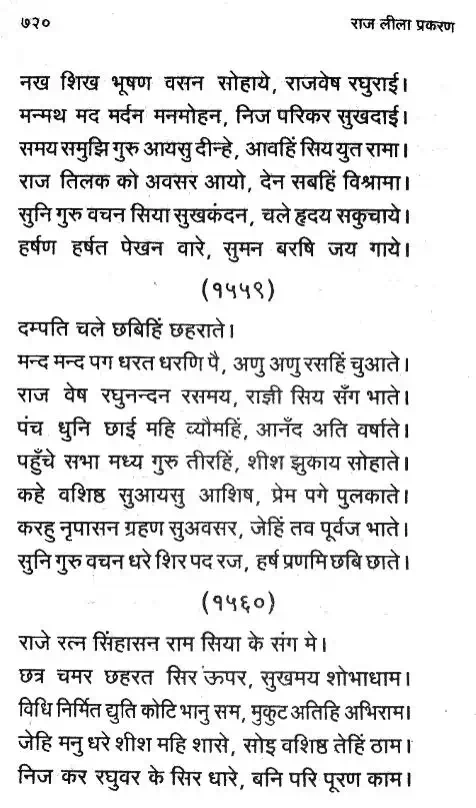 ७२०
राज लीला प्रकरण
नख शिख भूषण वसन सोहाये, राजवेष रघुराई।
मन्मथ मद मर्दन मनमोहन, निज परिकर सुखदाई।
समय समुझि गुरु आयसु दीन्हे, आवहिं सिय युत रामा।
राज तिलक को अवसर आयो, देन सबहिं विश्रामा।
सुनि गुरु वचन सिया सुखकंदन, चले हृदय सकुचाये।
हर्षण हर्षत पेखन वारे, सुमन बरषि जय गाये।
(१५५९)
दम्पति चले छबिहिं छहराते।
मन्द मन्द पग धरत धरणि पै, अणु अणु रसहिं चुआते।
राज वेष रघुनन्दन रसमय, राज्ञी सिय सँग भाते।
पंच धुनि छाई महि व्यौमहिं, आनँद अति वर्षाते।
पहुँचे सभा मध्य गुरु तीरहिं, शीश झुकाय सोहाते।
कहे वशिष्ठ सुआयसु आशिष, प्रेम पगे पुलकाते।
करहु नृपासन ग्रहण सुअवसर, जेहिं तव पूर्वज भाते।
सुनि गुरु वचन धरे शिर पद रज, हर्ष प्रणमि छबि छाते।
(१५६०)
राजे रत्न सिंहासन राम सिया के संग मे।
छत्र चमर छहरत सिर ऊपर, सुखमय शोभाधाम।
विधि निर्मित द्युति कोटि भानु सम, मुकुट अतिहि अभिराम।
जेहि मनु धरे शीश महि शासे, सोइ वशिष्ठ तेहिं ठाम।
निज कर रघुवर के सिर धारे, बनि परि पूरण काम।